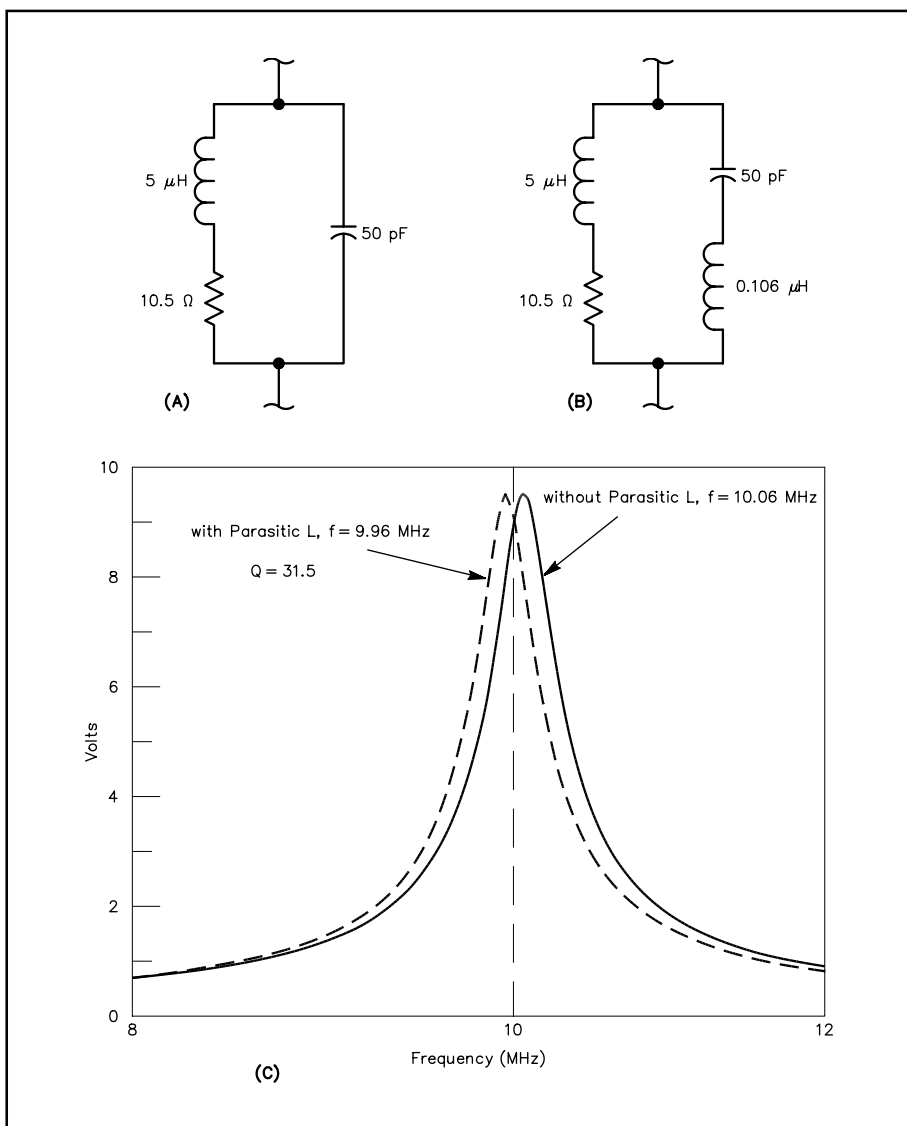 5 μH
50 pF
10.5 Ω
(A)
5 μH
50 pF
10.5 Ω
0.106 μH
(B)
10
without Parasitic L, f = 10.06 MHz
with Parasitic L, f = 9.96 MHz
Q = 31.5
8
6
Volts
4
2
0
8
10
12
Frequency (MHz)
(C)